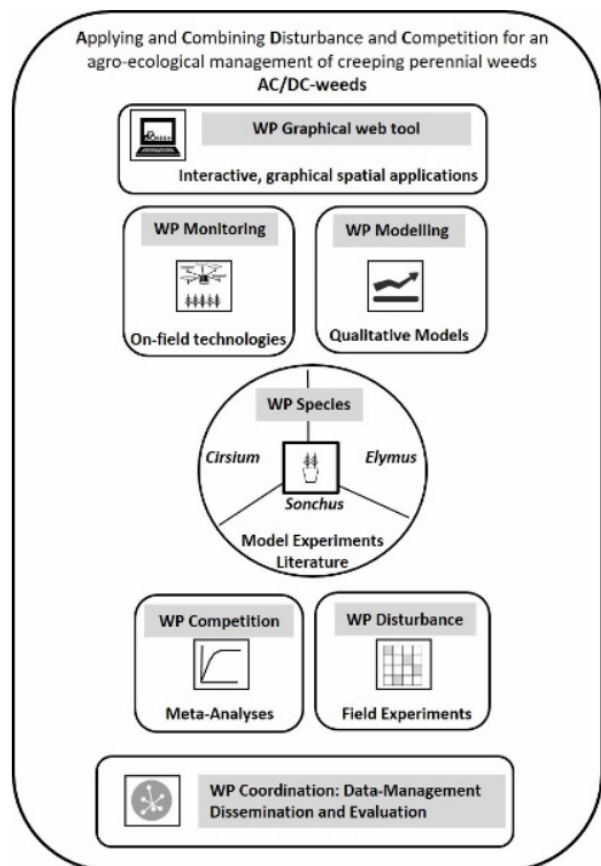 Applying and Combining Disturbance and Competition for an
agro-ecological management of creeping perennial weeds
AC/DC-weeds
WP Graphical web tool
Interactive, graphical spatial applications
WP Monitoring
On-field technologies
WP Modelling
Qualitative Models
WP Species
Cirsium
Elymus
Sonchus
Model Experiments
Literature
WP Competition
Meta-Analyses
WP Disturbance
Field Experiments
WP Coordination: Data-Management
Dissemination and Evaluation